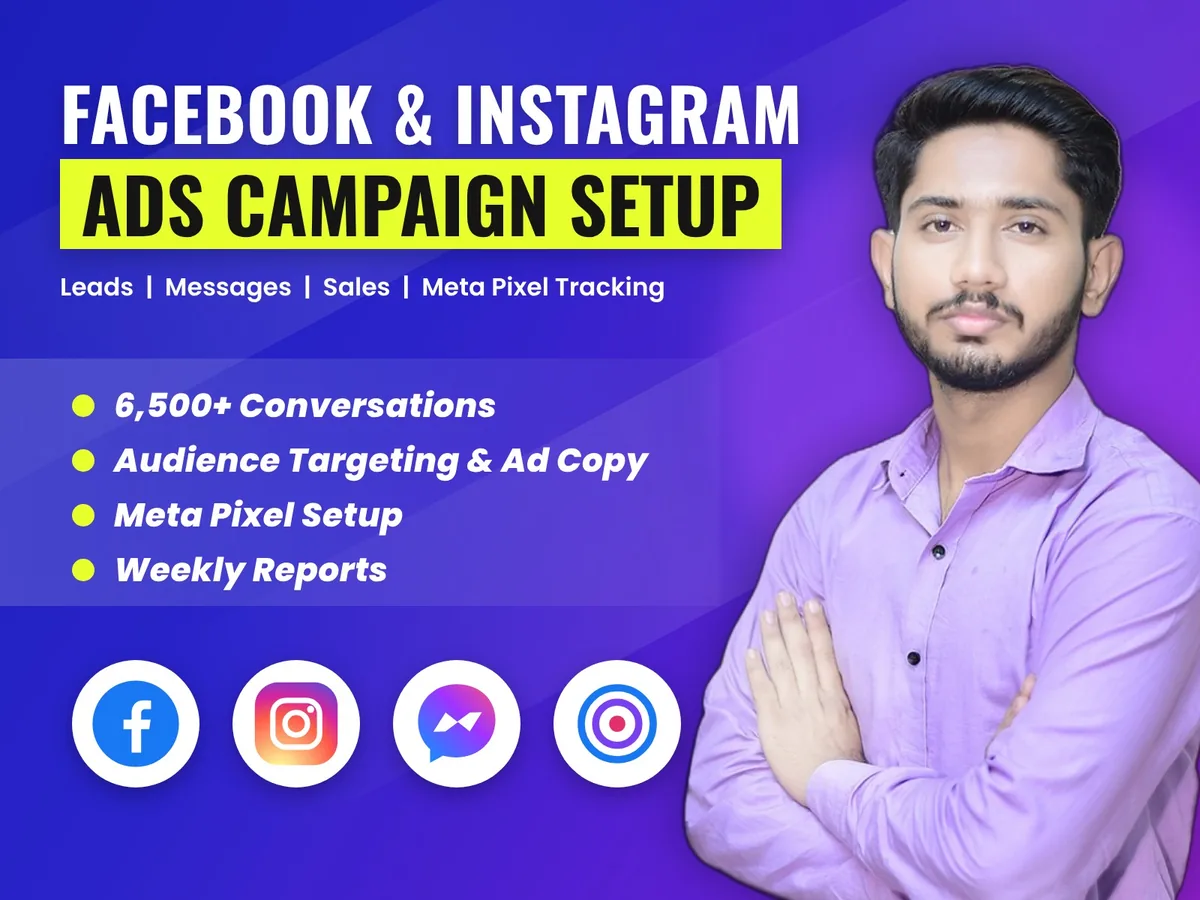 FACEBOOK & INSTAGRAM
ADS CAMPAIGN SETUP
Leads | Messages | Sales | Meta Pixel Tracking
6,500+ Conversations
Audience Targeting & Ad Copy
Meta Pixel Setup
Weekly Reports